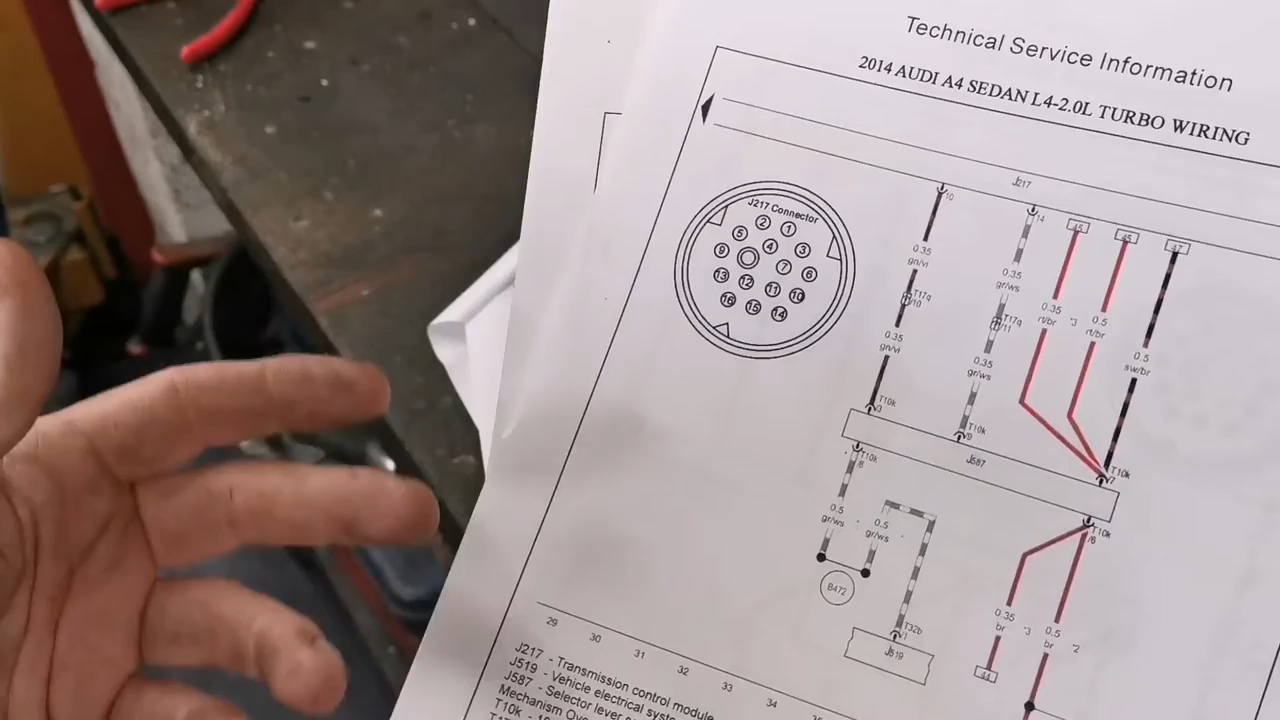 Technical Service Information
2014 AUDI A4 SEDAN L4-2.0L TURBO WIRING
J217
J217 Connector
2 1
5 4 3
9 7 6
13 12 11 10
16 15 14
10
14
45
45
47
0.35
gn/vi
0.35
gr/ws
T17q
/10
T17q
/11
0.35
rt/br
*3
0.5
rt/br
0.5
sw/br
0.35
gn/vi
0.35
gr/ws
T10k
/3
T10k
/9
T10k
/7
J587
T10k
/8
T10k
/6
0.5
gr/ws
0.5
gr/ws
B472
T32b
/1
J519
0.35
br
*3
0.5
br
*2
44
29 30 31 32 33 34
J217 - Transmission control module
J519 - Vehicle electrical
J587 - Selector lever
Mechanism
T10k